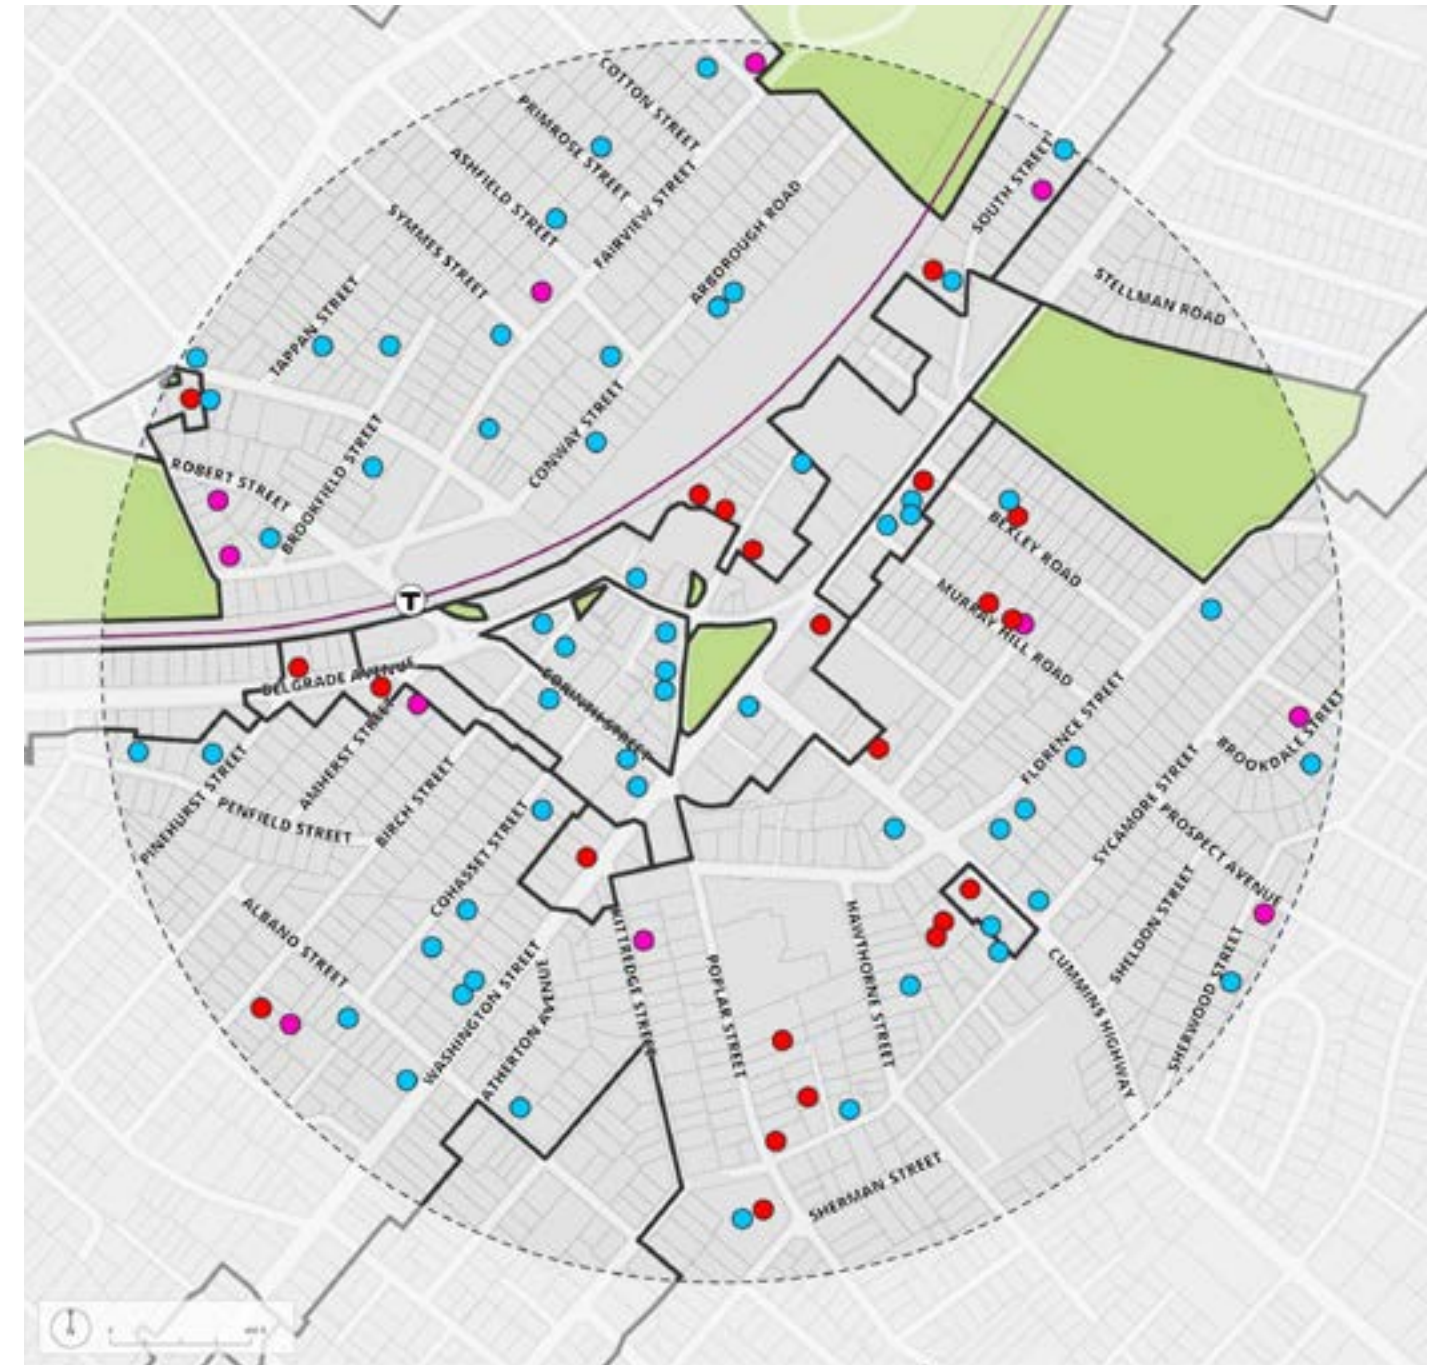 COTTON STREET
PRIMROSE STREET
ASHFIELD STREET
FAIRVIEW STREET
SOUTH STREET
SYMMES STREET
ARBOROUGH ROAD
TAPPAN STREET
STELLMAN ROAD
CONWAY STREET
ROBERT STREET
BROOKFIELD STREET
BEXLEY ROAD
T
MURRAY HILL ROAD
BELGRADE AVENUE
CORINTH STREET
FLORENCE STREET
BROOKDALE STREET
AMHERST STREET
PINEHURST STREET
PENFIELD STREET
BIRCH STREET
SYCAMORE STREET
PROSPECT AVENUE
COHASSET STREET
ALBANO STREET
KITTREDGE STREET
HAWTHORNE STREET
SHELDON STREET
POPLAR STREET
WASHINGTON STREET
ATHERTON AVENUE
CUMMINS HIGHWAY
SHERWOOD STREET
SHERMAN STREET